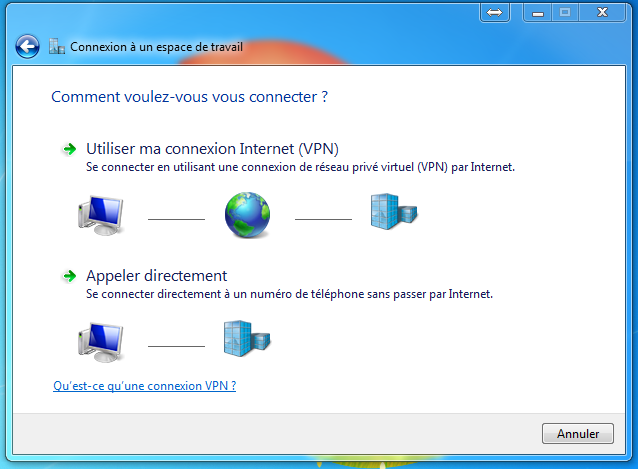 Connexion à un espace de travail
Comment voulez-vous vous connecter ?
Utiliser ma connexion Internet (VPN)
Se connecter en utilisant une connexion de réseau privé virtuel (VPN) par Internet.
Appeler directement
Se connecter directement à un numéro de téléphone sans passer par Internet.
Qu'est-ce qu'une connexion VPN ?
Annuler